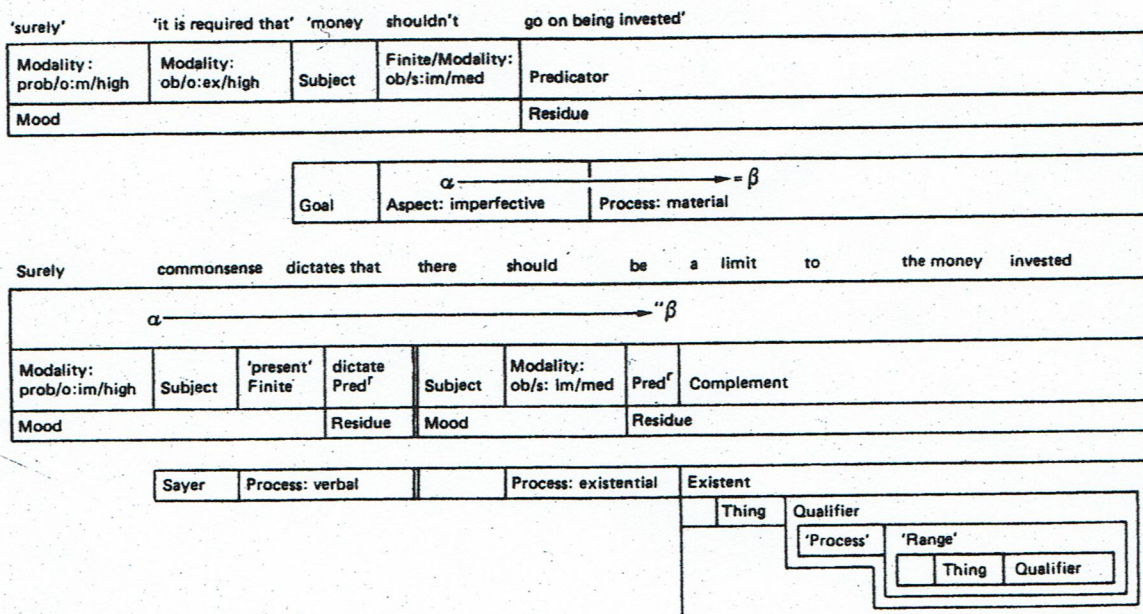 'surely' 'it is required that' 'money shouldn't go on being invested'
Modality: prob/o:m/high Modality: ob/o:ex/high Subject Finite/Modality: ob/s:im/med Predicator
Mood Residue
α = β
Goal Aspect: imperfective Process: material
Surely commonsense dictates that there should be a limit to the money invested
α "β
Modality: prob/o:im/high Subject 'present' Finite dictate Predʳ Subject Modality: ob/s: im/med Predʳ Complement
Mood Residue Mood Residue
Sayer Process: verbal Process: existential Existent
Thing Qualifier
'Process' 'Range'
Thing Qualifier